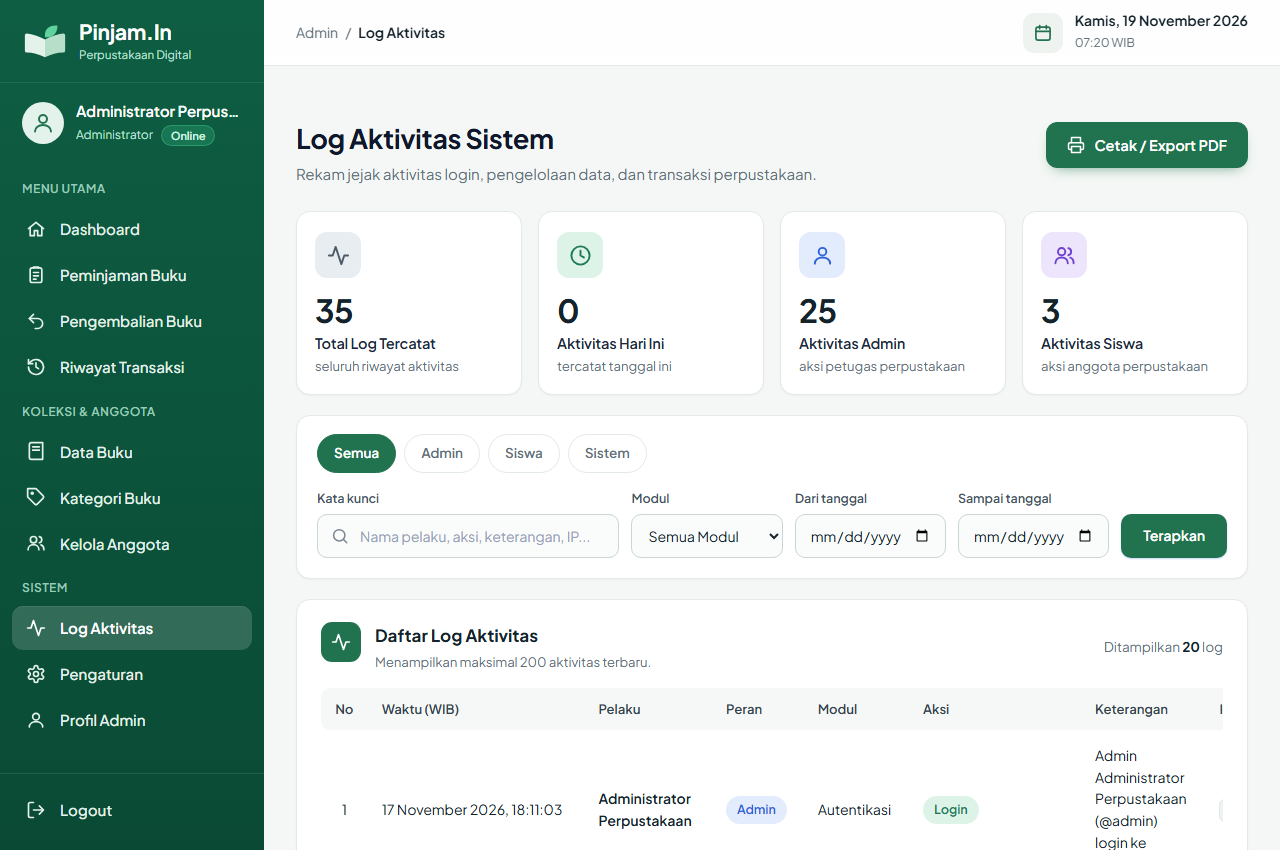 Pinjam.In
Perpustakaan Digital
Administrator Perpus...
Administrator
Online
MENU UTAMA
Dashboard
Peminjaman Buku
Pengembalian Buku
Riwayat Transaksi
KOLEKSI & ANGGOTA
Data Buku
Kategori Buku
Kelola Anggota
SISTEM
Log Aktivitas
Pengaturan
Profil Admin
Logout
Admin / Log Aktivitas
Kamis, 19 November 2026
07:20 WIB
Log Aktivitas Sistem
Rekam jejak aktivitas login, pengelolaan data, dan transaksi perpustakaan.
Cetak / Export PDF
35
Total Log Tercatat
seluruh riwayat aktivitas
0
Aktivitas Hari Ini
tercatat tanggal ini
25
Aktivitas Admin
aksi petugas perpustakaan
3
Aktivitas Siswa
aksi anggota perpustakaan
Semua Admin Siswa Sistem
Kata kunci Modul Dari tanggal Sampai tanggal
Nama pelaku, aksi, keterangan, IP... Semua Modul mm/dd/yyyy mm/dd/yyyy Terapkan
Daftar Log Aktivitas
Menampilkan maksimal 200 aktivitas terbaru.
Ditampilkan 20 log
No Waktu (WIB) Pelaku Peran Modul Aksi Keterangan
1 17 November 2026, 18:11:03 Administrator Perpustakaan Admin Autentikasi Login
Admin
Administrator
Perpustakaan
(@admin)
login ke